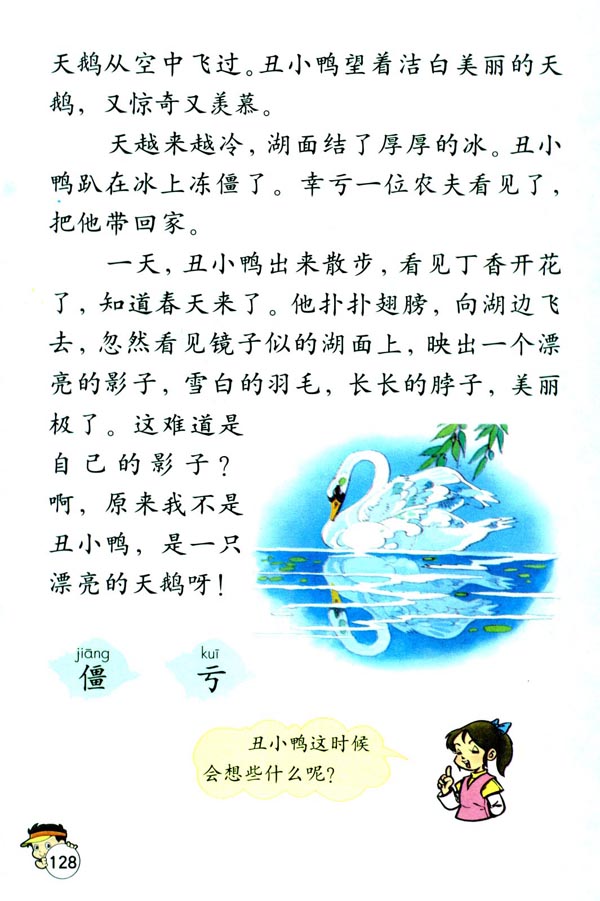 天鹅从空中飞过。丑小鸭望着洁白美丽的天
鹅，又惊奇又羡慕。
天越来越冷，湖面结了厚厚的冰。丑小
鸭趴在冰上冻僵了。幸亏一位农夫看见了，
把他带回家。
一天，丑小鸭出来散步，看见丁香开花
了，知道春天来了。他扑扑翅膀，向湖边飞
去，忽然看见镜子似的湖面上，映出一个漂
亮的影子，雪白的羽毛，长长的脖子，美丽
极了。这难道是
自己的影子？
啊，原来我不是
丑小鸭，是一只
漂亮的天鹅呀！
jiāng kuī
僵 亏
丑小鸭这时候
会想些什么呢？
128